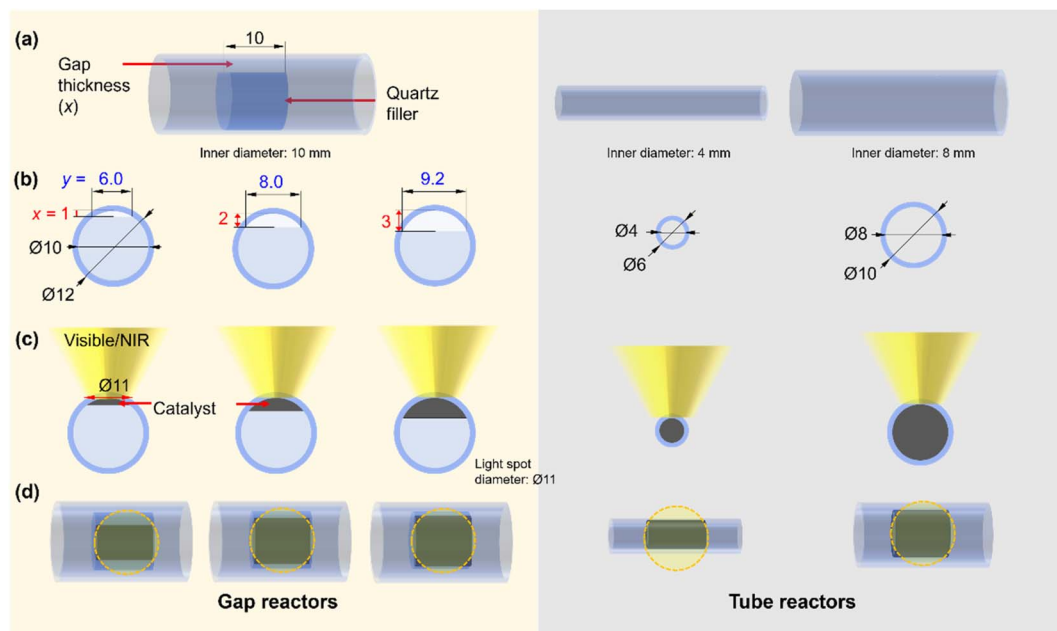 (a)
10
Gap
thickness
(x)
Quartz
filler
Inner diameter: 10 mm
Inner diameter: 4 mm
Inner diameter: 8 mm
(b)
y = 6.0
8.0
9.2
x = 1
2
3
Ø10
Ø12
Ø4
Ø6
Ø8
Ø10
(c)
Visible/NIR
Ø11
Catalyst
Light spot
diameter: Ø11
(d)
Gap reactors
Tube reactors